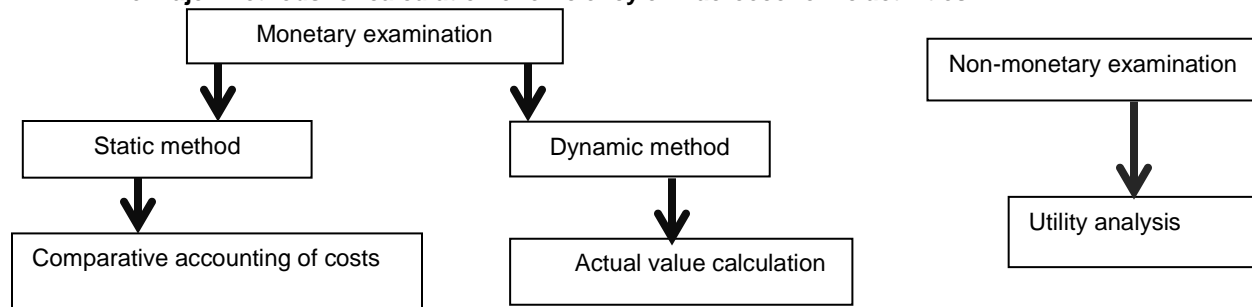 Monetary examination
Non-monetary examination
Static method
Dynamic method
Utility analysis
Comparative accounting of costs
Actual value calculation